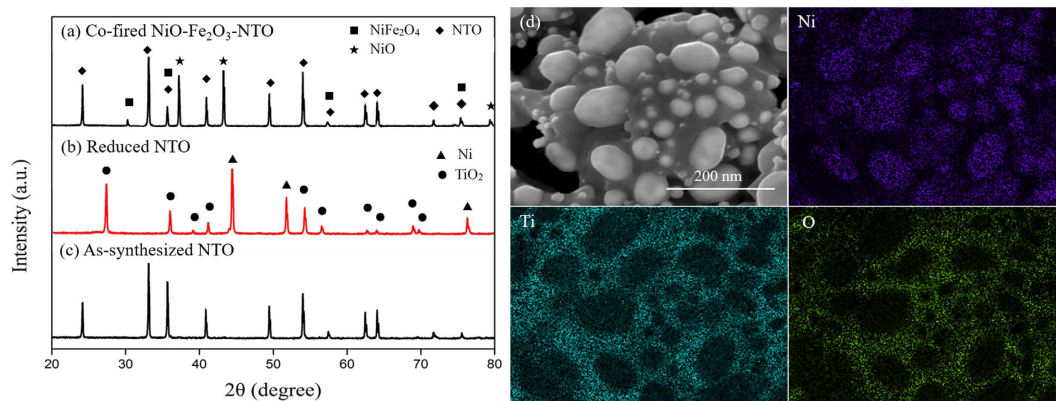 (a) Co-fired NiO-Fe₂O₃-NTO
■ NiFe₂O₄ ◆ NTO
★ NiO
(b) Reduced NTO
▲ Ni
● TiO₂
(c) As-synthesized NTO
Intensity (a.u.)
20 30 40 50 60 70 80
2θ (degree)
(d)
200 nm
Ni
Ti
O